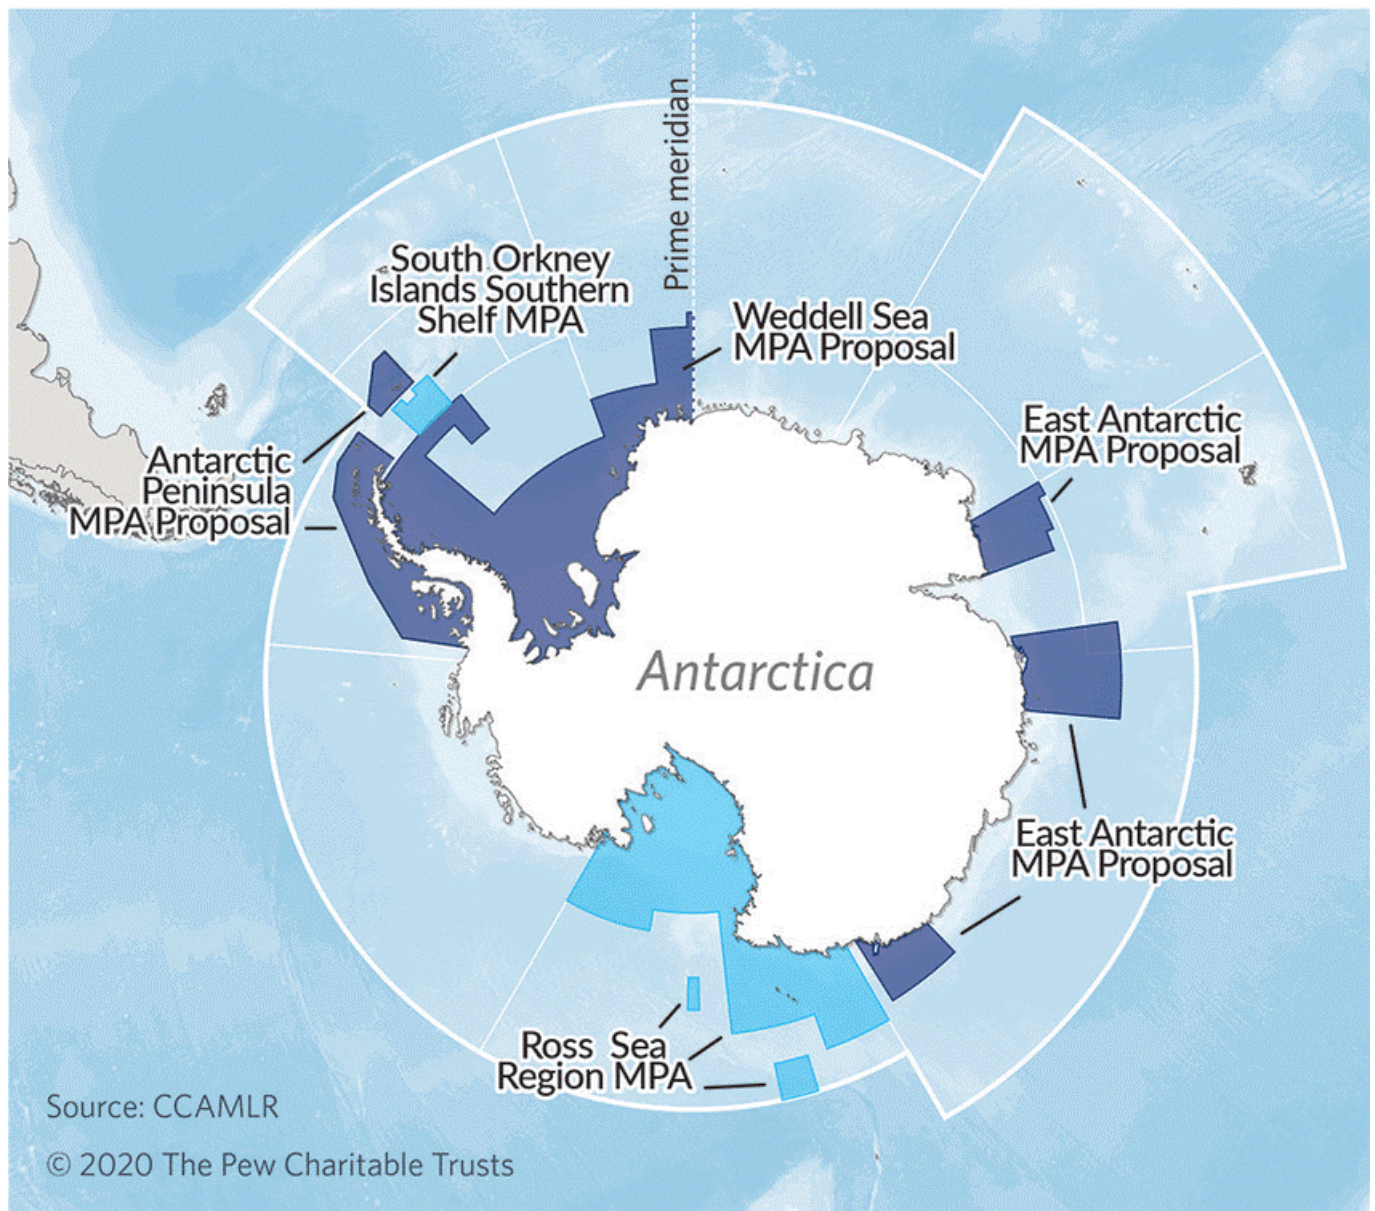 Prime meridian
South Orkney
Islands Southern
Shelf MPA
Weddell Sea
MPA Proposal
East Antarctic
MPA Proposal
Antarctic
Peninsula
MPA Proposal
Antarctica
East Antarctic
MPA Proposal
Ross Sea
Region MPA
Source: CCAMLR
© 2020 The Pew Charitable Trusts